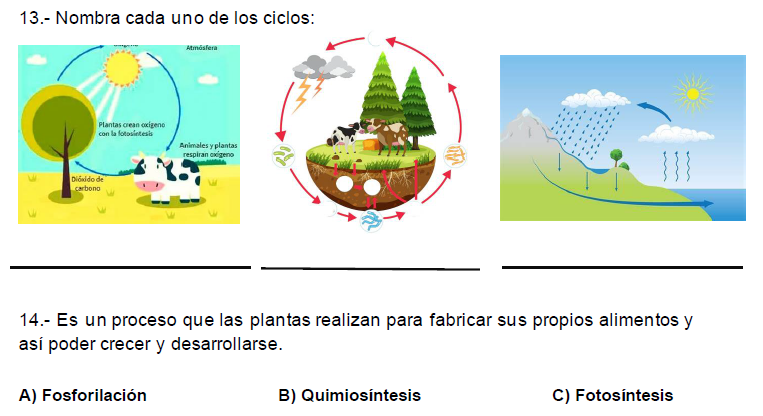 13.- Nombra cada uno de los ciclos:
Atmósfera
Plantas crean oxígeno
con la fotosíntesis
Animales y plantas
respiran oxígeno
Dióxido de
carbono
14.- Es un proceso que las plantas realizan para fabricar sus propios alimentos y
así poder crecer y desarrollarse.
A) Fosforilación B) Quimiosíntesis C) Fotosíntesis